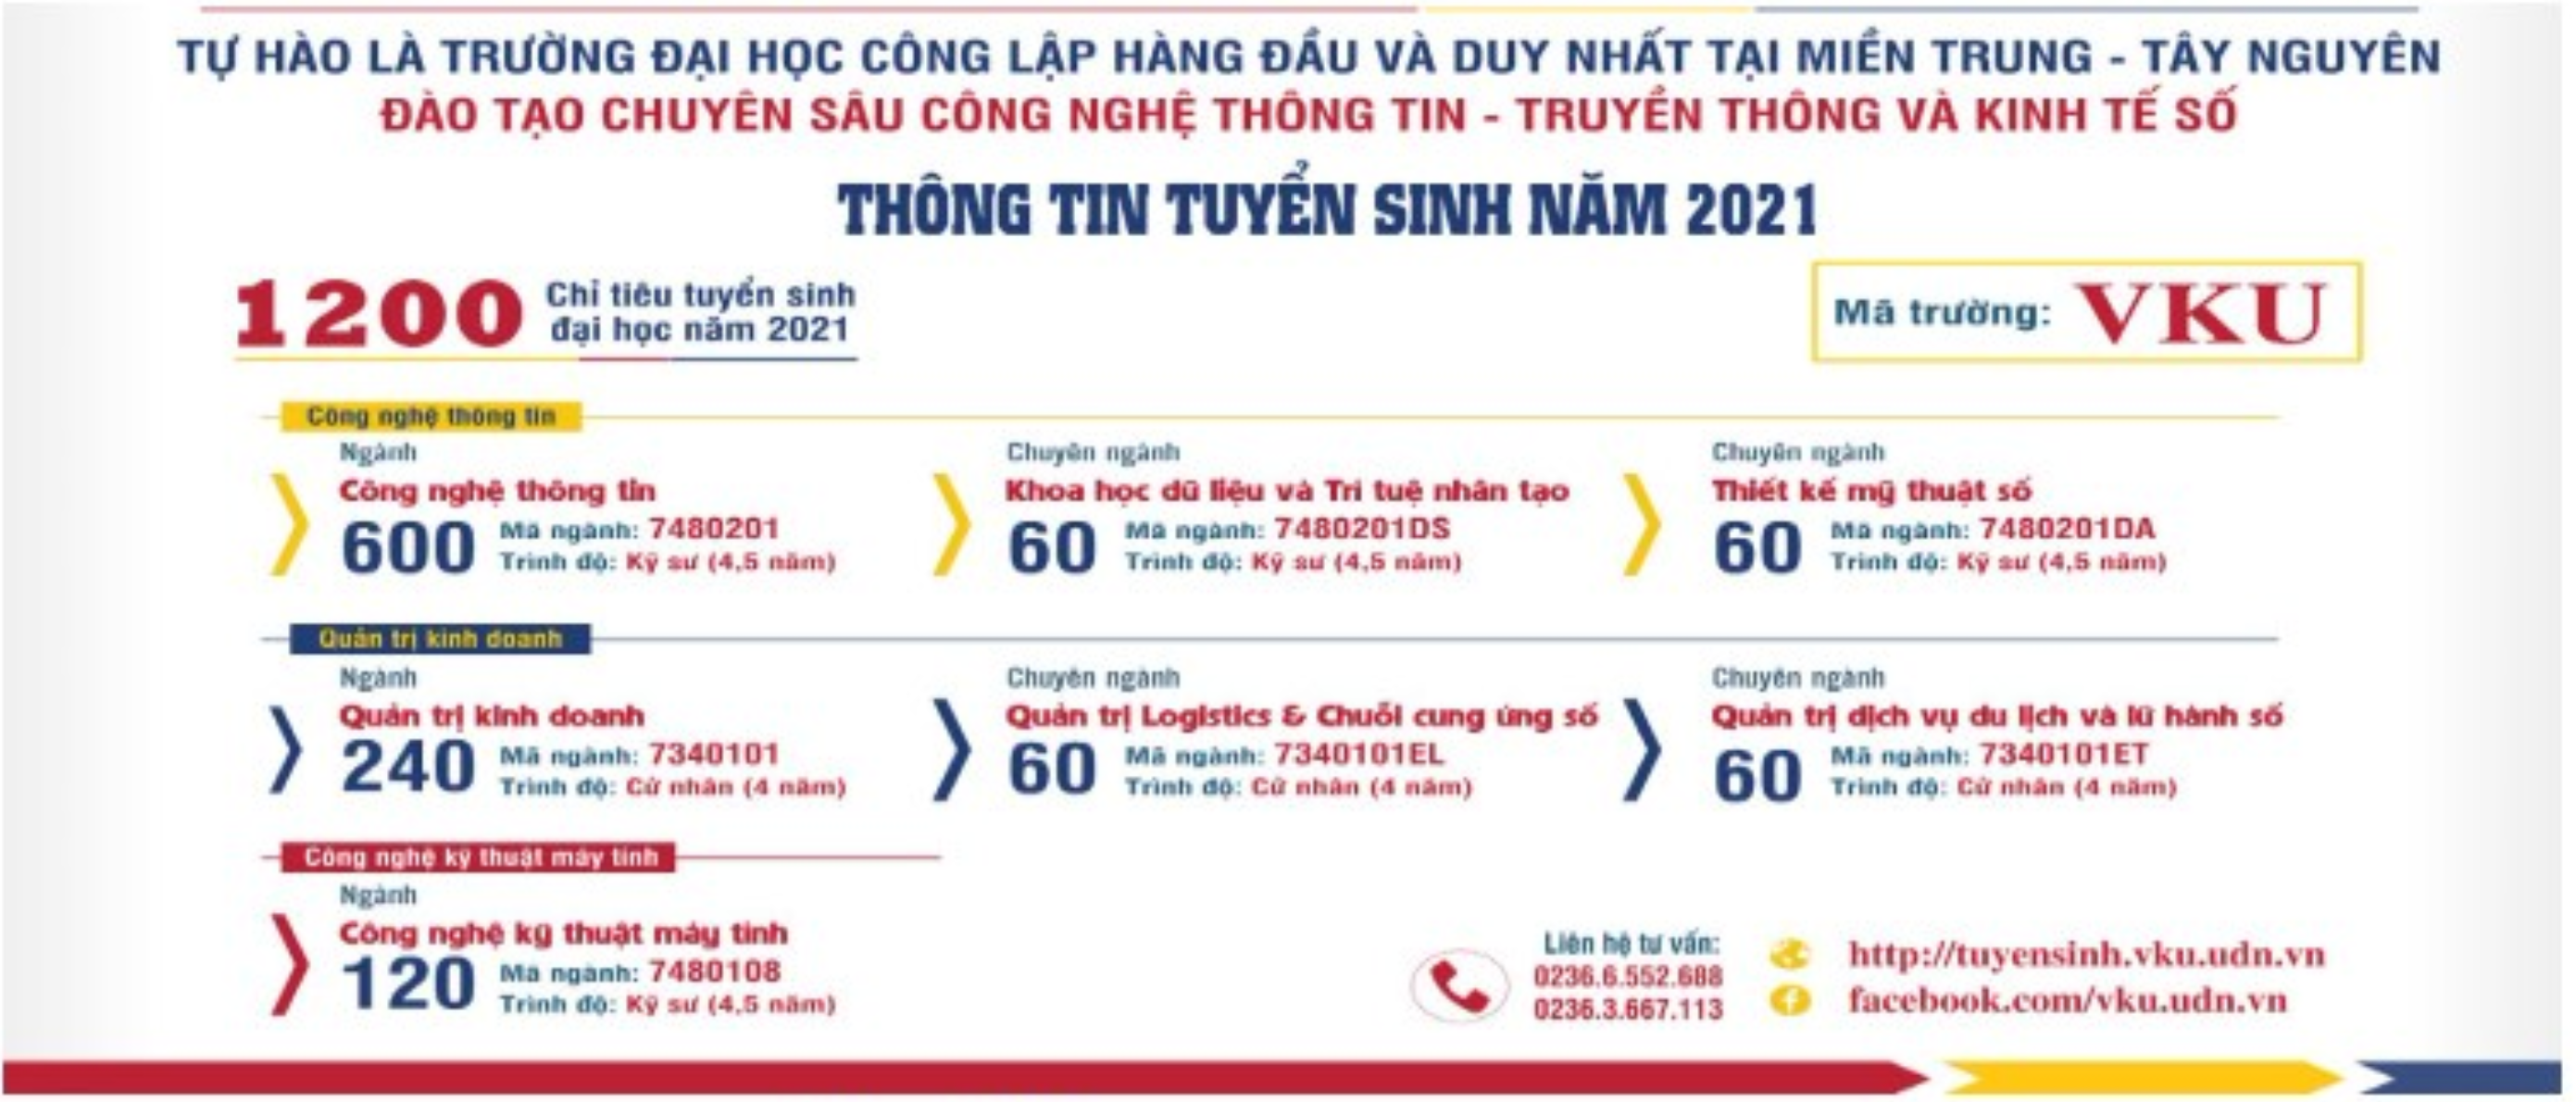 TỰ HÀO LÀ TRƯỜNG ĐẠI HỌC CÔNG LẬP HÀNG ĐẦU VÀ DUY NHẤT TẠI MIỀN TRUNG - TÂY NGUYÊN
ĐÀO TẠO CHUYÊN SÂU CÔNG NGHỆ THÔNG TIN - TRUYỀN THÔNG VÀ KINH TẾ SỐ
THÔNG TIN TUYỂN SINH NĂM 2021
1200 Chỉ tiêu tuyển sinh
đại học năm 2021
Mã trường: VKU
Công nghệ thông tin
Ngành
Công nghệ thông tin
600
Mã ngành: 7480201
Trình độ: Kỹ sư (4,5 năm)
Chuyên ngành
Khoa học dữ liệu và Trí tuệ nhân tạo
60
Mã ngành: 7480201DS
Trình độ: Kỹ sư (4,5 năm)
Chuyên ngành
Thiết kế mỹ thuật số
60
Mã ngành: 7480201DA
Trình độ: Kỹ sư (4,5 năm)
Quản trị kinh doanh
Ngành
Quản trị kinh doanh
240
Mã ngành: 7340101
Trình độ: Cử nhân (4 năm)
Chuyên ngành
Quản trị Logistics & Chuỗi cung ứng số
60
Mã ngành: 7340101EL
Trình độ: Cử nhân (4 năm)
Chuyên ngành
Quản trị dịch vụ du lịch và lữ hành số
60
Mã ngành: 7340101ET
Trình độ: Cử nhân (4 năm)
Công nghệ kỹ thuật máy tính
Ngành
Công nghệ kỹ thuật máy tính
120
Mã ngành: 7480108
Trình độ: Kỹ sư (4,5 năm)
Liên hệ tư vấn:
0236.6.552.688
0236.3.667.113
http://tuyensinh.vku.udn.vn
facebook.com/vku.udn.vn